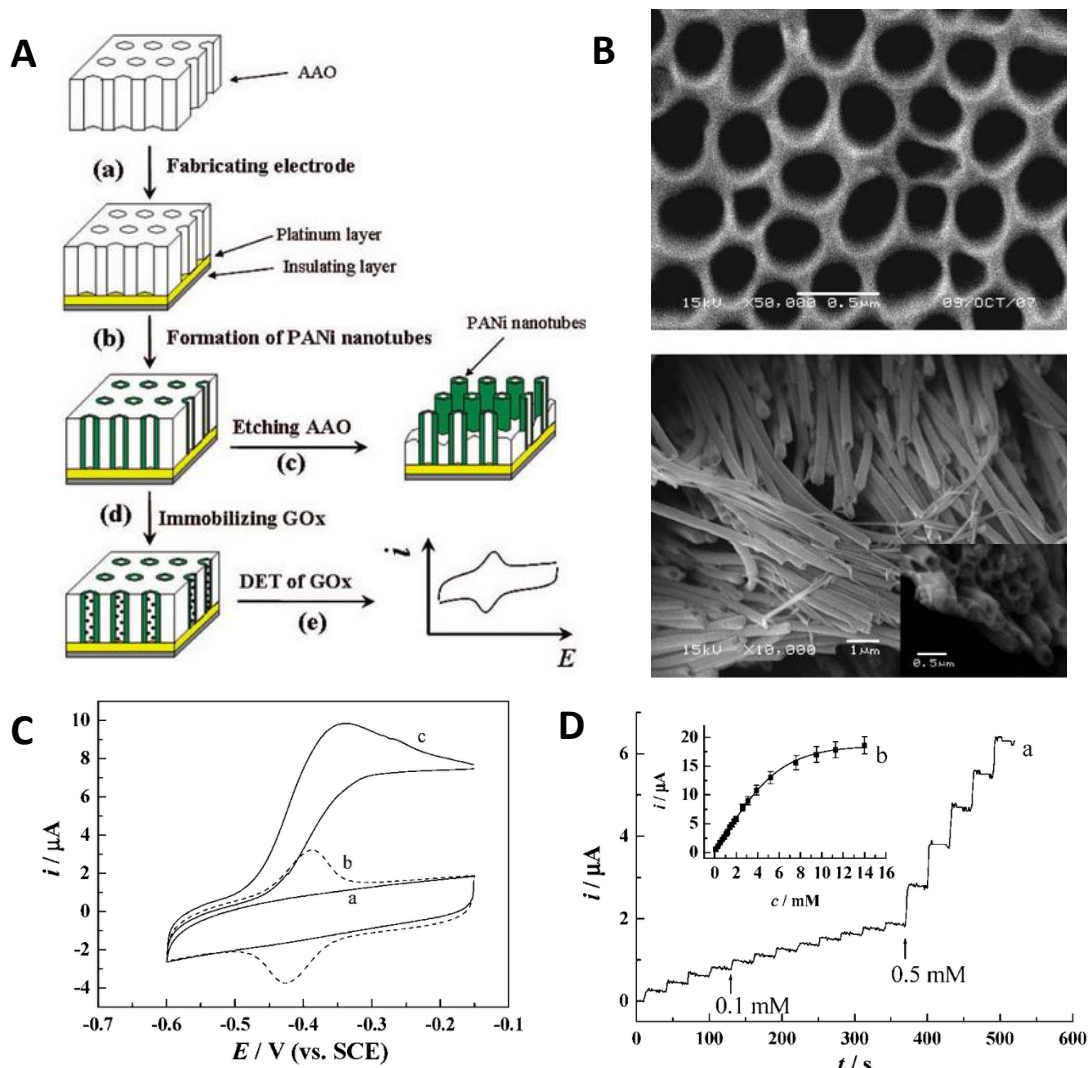 A
AAO
(a)
Fabricating electrode
Platinum layer
Insulating layer
(b)
Formation of PANi nanotubes
PANi nanotubes
Etching AAO
(c)
(d)
Immobilizing GOx
DET of GOx
(e)
i
E
B
15kV X50,000 0.5μm 09/OCT/07
15kV X10,000 1μm
0.5μm
C
10
8
6
4
2
0
-2
-4
i / μA
c
b
a
-0.7 -0.6 -0.5 -0.4 -0.3 -0.2 -0.1
E / V (vs. SCE)
D
6
4
2
0
i / μA
a
0.1 mM
0.5 mM
0 100 200 300 400 500 600
t / s
20
15
10
5
0
i / μA
b
0 2 4 6 8 10 12 14 16
c / mM